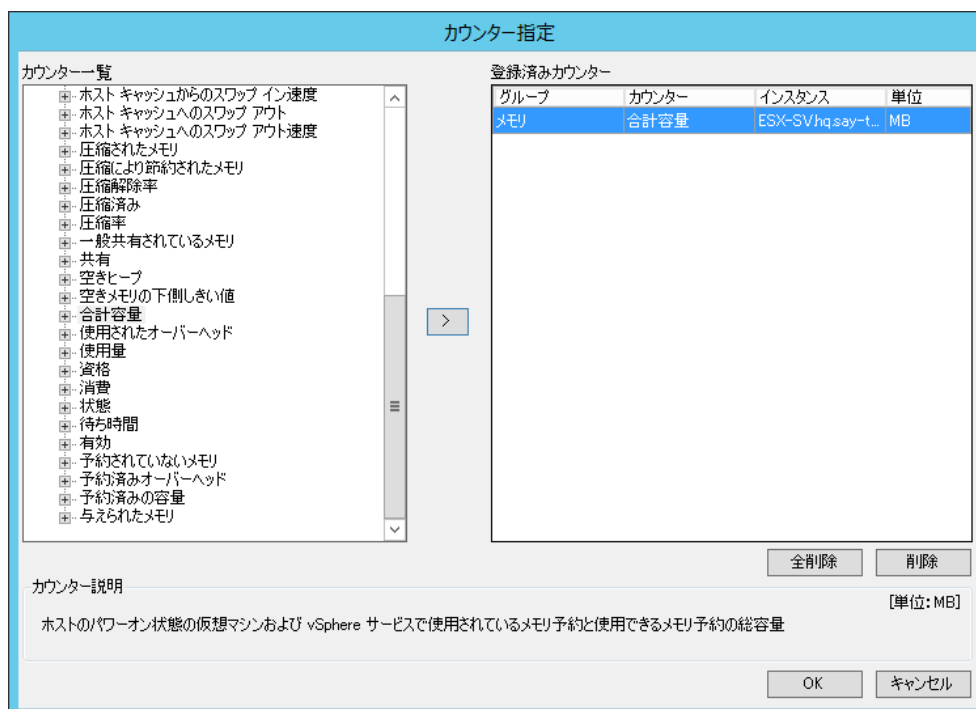 カウンター指定
カウンター一覧
ホスト キャッシュからのスワップ イン速度
ホスト キャッシュへのスワップ アウト
ホスト キャッシュへのスワップ アウト速度
圧縮されたメモリ
圧縮により節約されたメモリ
圧縮解除率
圧縮済み
圧縮率
一般共有されているメモリ
共有
空きヒープ
空きメモリの下側しきい値
合計容量
使用されたオーバーヘッド
使用量
資格
消費
状態
待ち時間
有効
予約されていないメモリ
予約済みオーバーヘッド
予約済みの容量
与えられたメモリ
>
登録済みカウンター
グループ カウンター インスタンス 単位
メモリ 合計容量 ESX-SV.hq.say-t... MB
全削除 削除
カウンター説明
[単位:MB]
ホストのパワーオン状態の仮想マシンおよび vSphere サービスで使用されているメモリ予約と使用できるメモリ予約の総容量
OK キャンセル